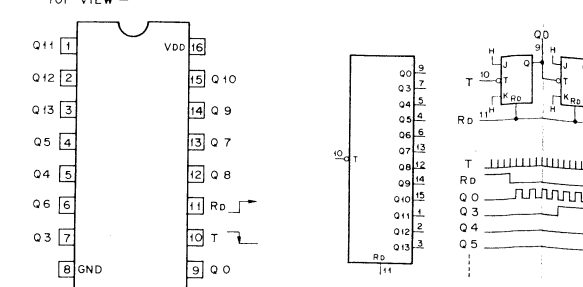 TOP VIEW
Q11 1 VDD 16
Q12 2 15 Q10
Q13 3 14 Q9
Q5 4 13 Q7
Q4 5 12 Q8
Q6 6 11 RD
Q3 7 10 T
8 GND 9 Q0
10 T
Q0 9
Q3 7
Q4 5
Q5 4
Q6 6
Q7 13
Q8 12
Q9 14
Q10 15
Q11 1
Q12 2
Q13 3
RD
11
Q0
9
H H
J Q J
T 10 T T
K RD K RD
H H
RD 11
T
RD
Q0
Q3
Q4
Q5